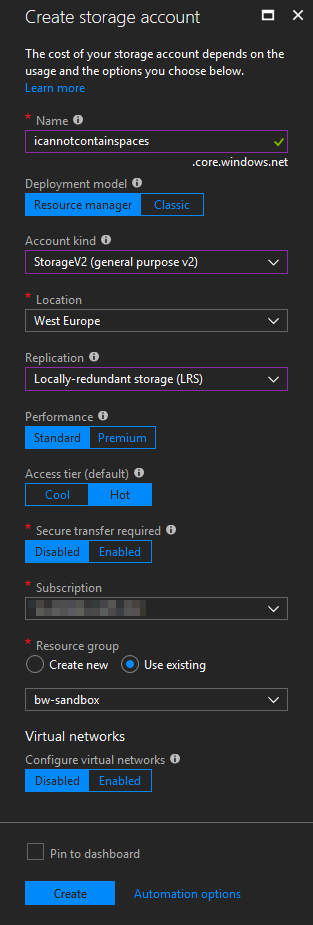 Create storage account
The cost of your storage account depends on the
usage and the options you choose below.
Learn more
* Name
icannotcontainspaces
.core.windows.net
Deployment model
Resource manager Classic
Account kind
StorageV2 (general purpose v2)
* Location
West Europe
Replication
Locally-redundant storage (LRS)
Performance
Standard Premium
Access tier (default)
Cool Hot
* Secure transfer required
Disabled Enabled
* Subscription
* Resource group
Create new Use existing
bw-sandbox
Virtual networks
Configure virtual networks
Disabled Enabled
Pin to dashboard
Create Automation options